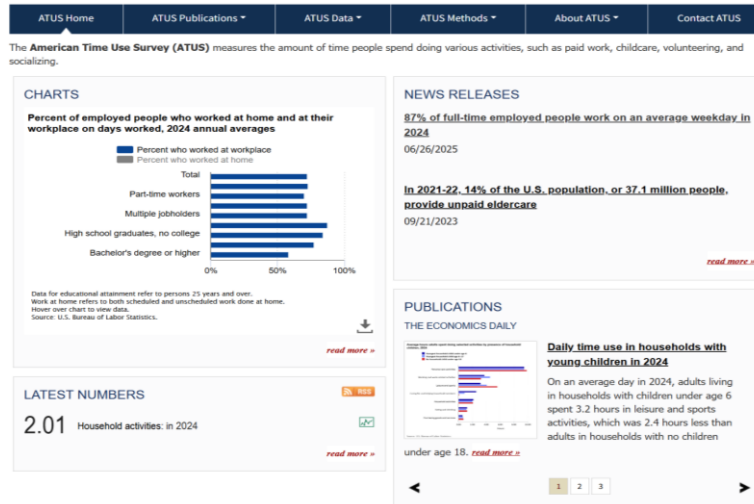 ATUS Home ATUS Publications ATUS Data ATUS Methods About ATUS Contact ATUS
The American Time Use Survey (ATUS) measures the amount of time people spend doing various activities, such as paid work, childcare, volunteering, and
socializing.
CHARTS
Percent of employed people who worked at home and at their
workplace on days worked, 2024 annual averages
Percent who worked at workplace
Percent who worked at home
Total
Part-time workers
Multiple jobholders
High school graduates, no college
Bachelor's degree or higher
0% 50% 100%
Data for educational attainment refer to persons 25 years and over.
Work at home refers to both scheduled and unscheduled work done at home.
Hover over chart to view data.
Source: U.S. Bureau of Labor Statistics.
read more »
LATEST NUMBERS
RSS
2.01 Household activities: in 2024
read more »
NEWS RELEASES
87% of full-time employed people work on an average weekday in
2024
06/26/2025
In 2021-22, 14% of the U.S. population, or 37.1 million people,
provide unpaid eldercare
09/21/2023
read more »
PUBLICATIONS
THE ECONOMICS DAILY
Daily time use in households with
young children in 2024
On an average day in 2024, adults living
in households with children under age 6
spent 3.2 hours in leisure and sports
activities, which was 2.4 hours less than
adults in households with no children
under age 18. read more »
1 2 3